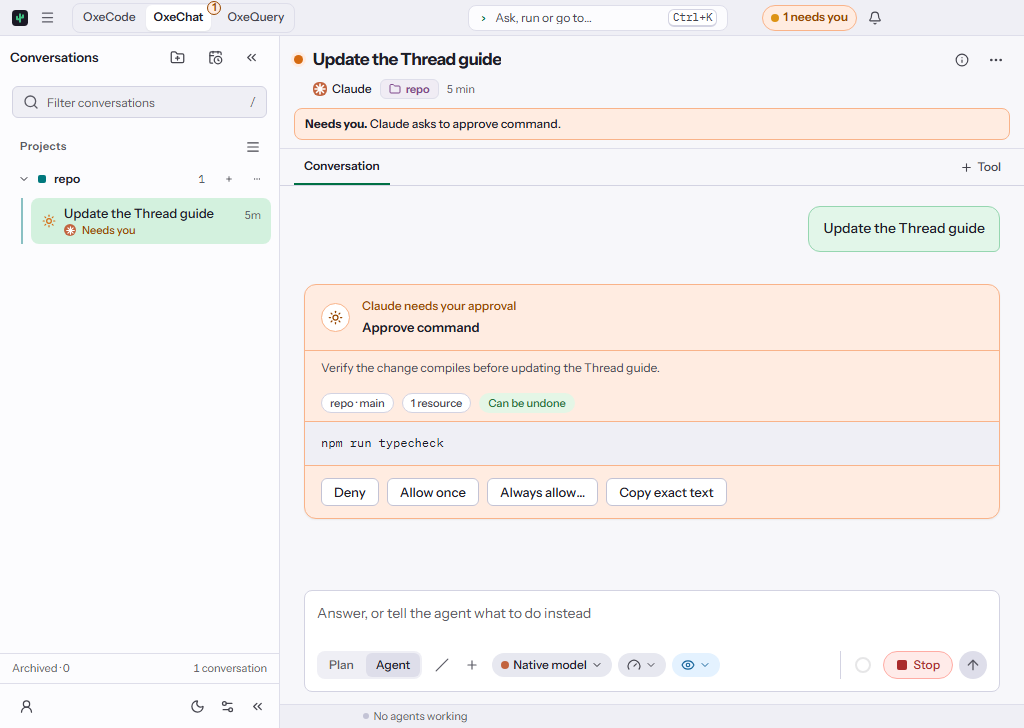 OxeCode OxeChat 1 OxeQuery
› Ask, run or go to... Ctrl+K
1 needs you
Conversations
Filter conversations /
Projects
repo 1 + ...
Update the Thread guide 5m
Needs you
Archived · 0 1 conversation
Update the Thread guide
Claude repo 5 min
Needs you. Claude asks to approve command.
Conversation
+ Tool
Update the Thread guide
Claude needs your approval
Approve command
Verify the change compiles before updating the Thread guide.
repo · main 1 resource Can be undone
npm run typecheck
Deny Allow once Always allow... Copy exact text
Answer, or tell the agent what to do instead
Plan Agent / + Native model Stop
No agents working